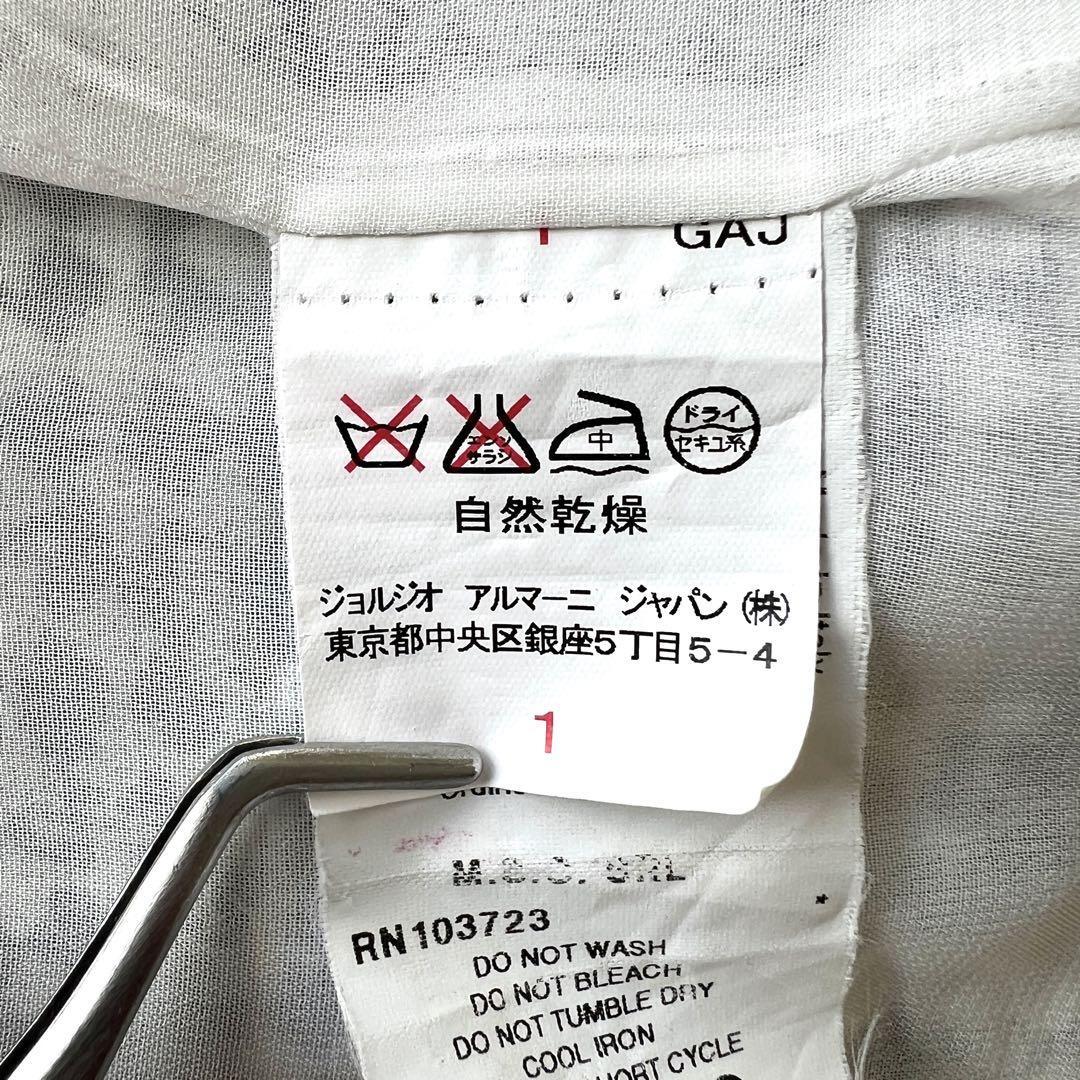 GAJ
エンソ
サラシ
中
ドライ
セキユ系
自然乾燥
ジョルジオ アルマーニ ジャパン(株)
東京都中央区銀座5丁目5-4
1
RN103723
DO NOT WASH
DO NOT BLEACH
DO NOT TUMBLE DRY
COOL IRON
CYCLE